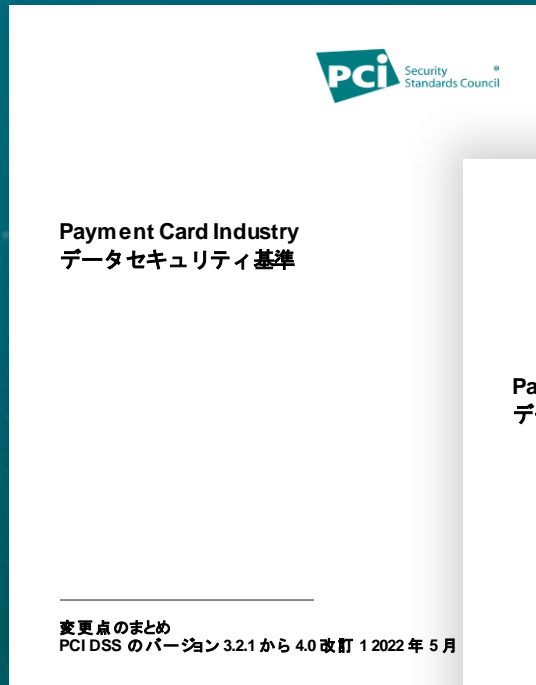 PCI Security ®
Standards Council
Payment Card Industry
データセキュリティ基準
Pa
変更点のまとめ
PCI DSS のバージョン 3.2.1 から 4.0 改訂 1 2022 年 5 月